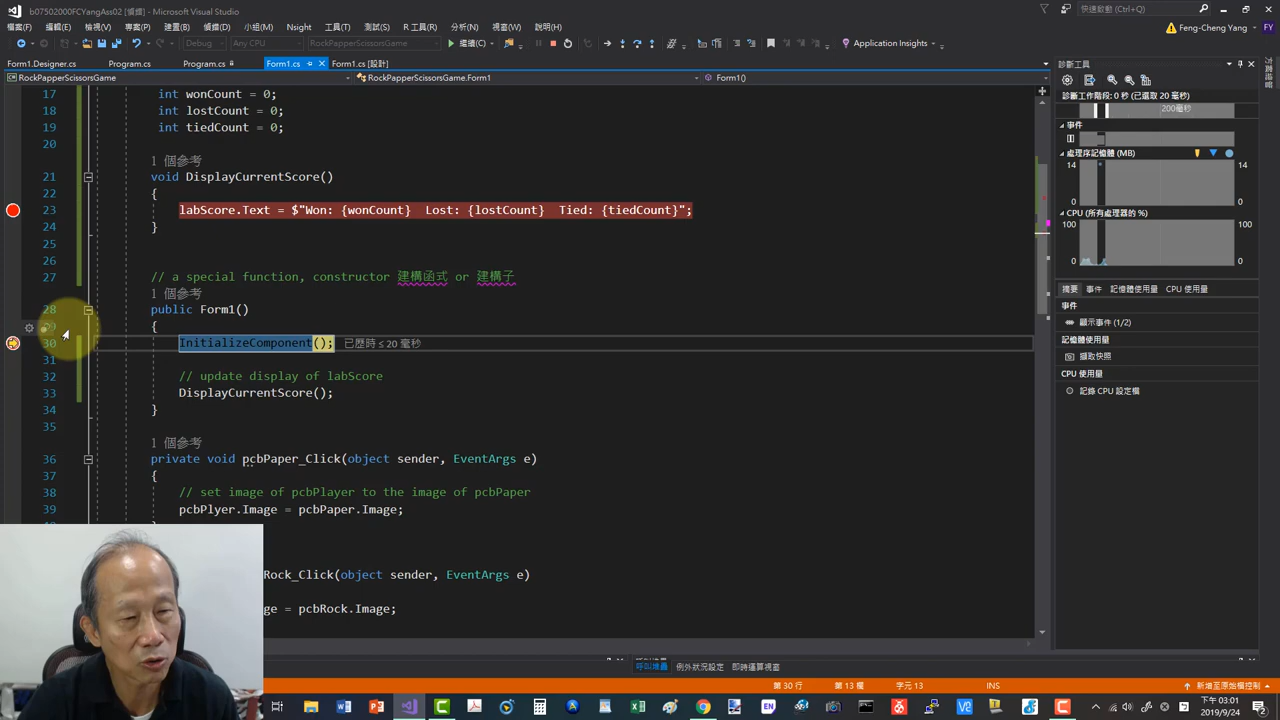 b07502000FCYangAss02 (偵錯) - Microsoft Visual Studio
快速啟動 (Ctrl+Q)
檔案(F) 編輯(E) 檢視(V) 專案(P) 建置(B) 偵錯(D) 小組(M) Nsight 工具(T) 測試(S) R 工具(R) 分析(N) 視窗(W) 說明(H)
Feng-Cheng Yang FY
Debug Any CPU RockPapperScissorsGame 繼續(C) Application Insights
Form1.Designer.cs Program.cs Program.cs Form1.cs Form1.cs [設計]
診斷工具
RockPapperScissorsGame RockPapperScissorsGame.Form1 Form1()
17 int wonCount = 0;
18 int lostCount = 0;
19 int tiedCount = 0;
20
1 個參考
21 void DisplayCurrentScore()
22 {
23 labScore.Text = $"Won: {wonCount}  Lost: {lostCount}  Tied: {tiedCount}";
24 }
25
26
27 // a special function, constructor 建構函式 or 建構子
1 個參考
28 public Form1()
29 {
30 InitializeComponent(); 已歷時 ≤ 20 毫秒
31
32 // update display of labScore
33 DisplayCurrentScore();
34 }
35
1 個參考
36 private void pcbPaper_Click(object sender, EventArgs e)
37 {
38 // set image of pcbPlayer to the image of pcbPaper
39 pcbPlyer.Image = pcbPaper.Image;
Rock_Click(object sender, EventArgs e)
ge = pcbRock.Image;
診斷工作階段: 0 秒 (已選取 20 毫秒)
200毫秒
事件
處理序記憶體 (MB)
14 14
0 0
CPU (所有處理器的 %)
100 100
0 0
摘要 事件 記憶體使用量 CPU 使用量
事件
顯示事件 (1/2)
記憶體使用量
擷取快照
CPU 使用量
記錄 CPU 設定檔
方案總管
呼叫堆疊 例外狀況設定 即時運算視窗
第 30 行 第 13 欄 字元 13 INS 新增至原始檔控制
EN
下午 03:01
2019/9/24